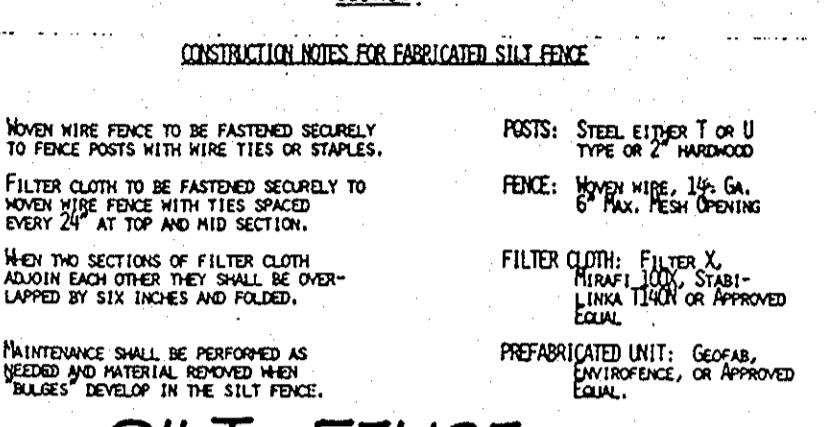 CONSTRUCTION NOTES FOR FABRICATED SILT FENCE
WOVEN WIRE FENCE TO BE FASTENED SECURELY
TO FENCE POSTS WITH WIRE TIES OR STAPLES.
FILTER CLOTH TO BE FASTENED SECURELY TO
WOVEN WIRE FENCE WITH TIES SPACED
EVERY 24" AT TOP AND MID SECTION.
WHEN TWO SECTIONS OF FILTER CLOTH
ADJOIN EACH OTHER THEY SHALL BE OVER-
LAPPED BY SIX INCHES AND FOLDED.
MAINTENANCE SHALL BE PERFORMED AS
NEEDED AND MATERIAL REMOVED WHEN
"BULGES" DEVELOP IN THE SILT FENCE.
POSTS: STEEL EITHER T OR U
TYPE OR 2" HARDWOOD
FENCE: WOVEN WIRE, 14½ GA.
6" MAX. MESH OPENING
FILTER CLOTH: FILTER X,
MIRAFI 100X, STABI-
LINKA T140N OR APPROVED
EQUAL
PREFABRICATED UNIT: GEOFAB,
ENVIROFENCE, OR APPROVED
EQUAL.
SILT FENCE